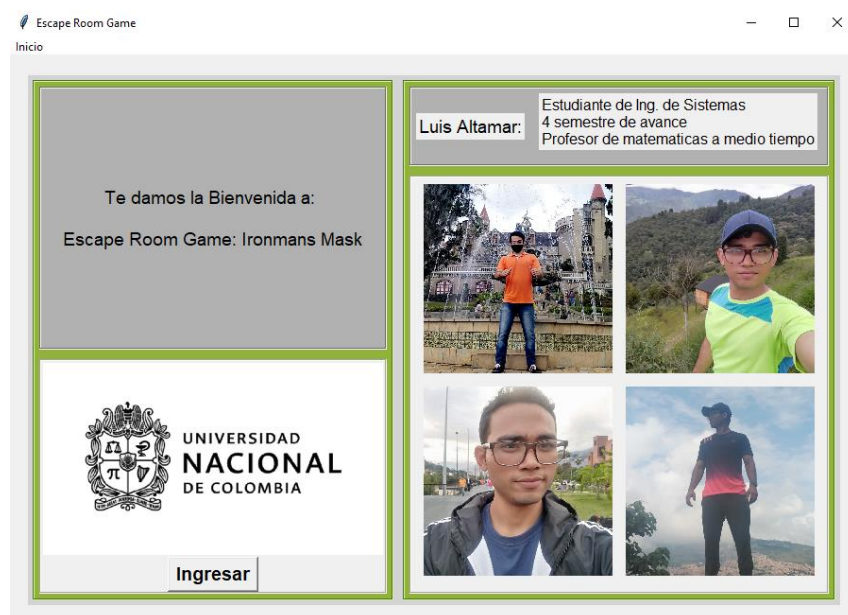 Escape Room Game
Inicio
Te damos la Bienvenida a:
Escape Room Game: Ironmans Mask
UNIVERSIDAD
NACIONAL
DE COLOMBIA
Ingresar
Luis Altamar:
Estudiante de Ing. de Sistemas
4 semestre de avance
Profesor de matematicas a medio tiempo